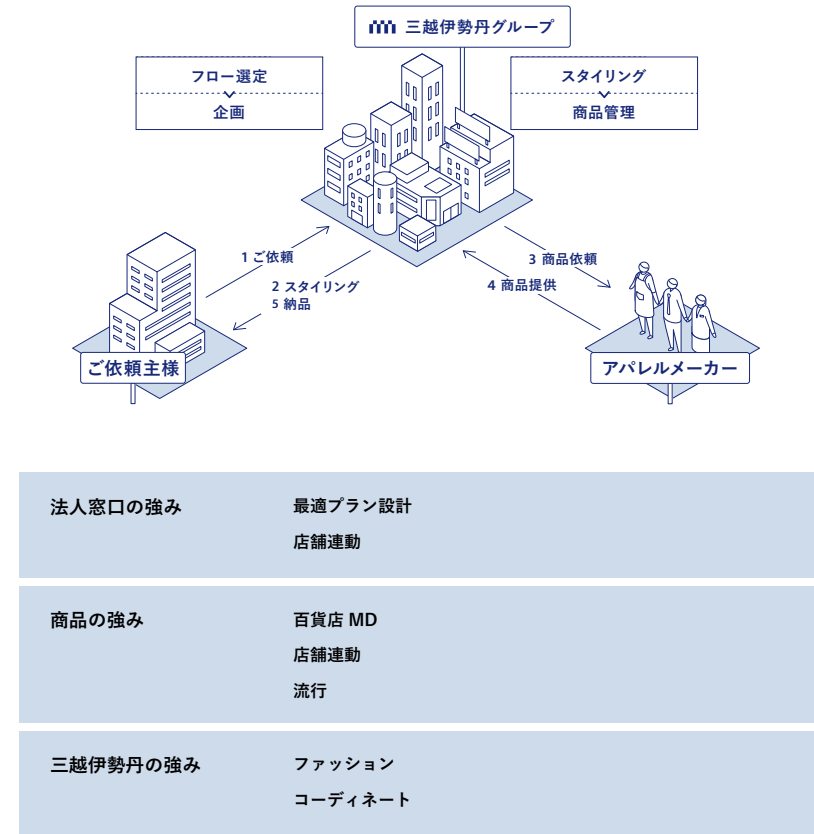 三越伊勢丹グループ
フロー選定
企画
スタイリング
商品管理
1 ご依頼
2 スタイリング
5 納品
3 商品依頼
4 商品提供
ご依頼主様
アパレルメーカー
法人窓口の強み
最適プラン設計
店舗連動
商品の強み
百貨店 MD
店舗連動
流行
三越伊勢丹の強み
ファッション
コーディネート